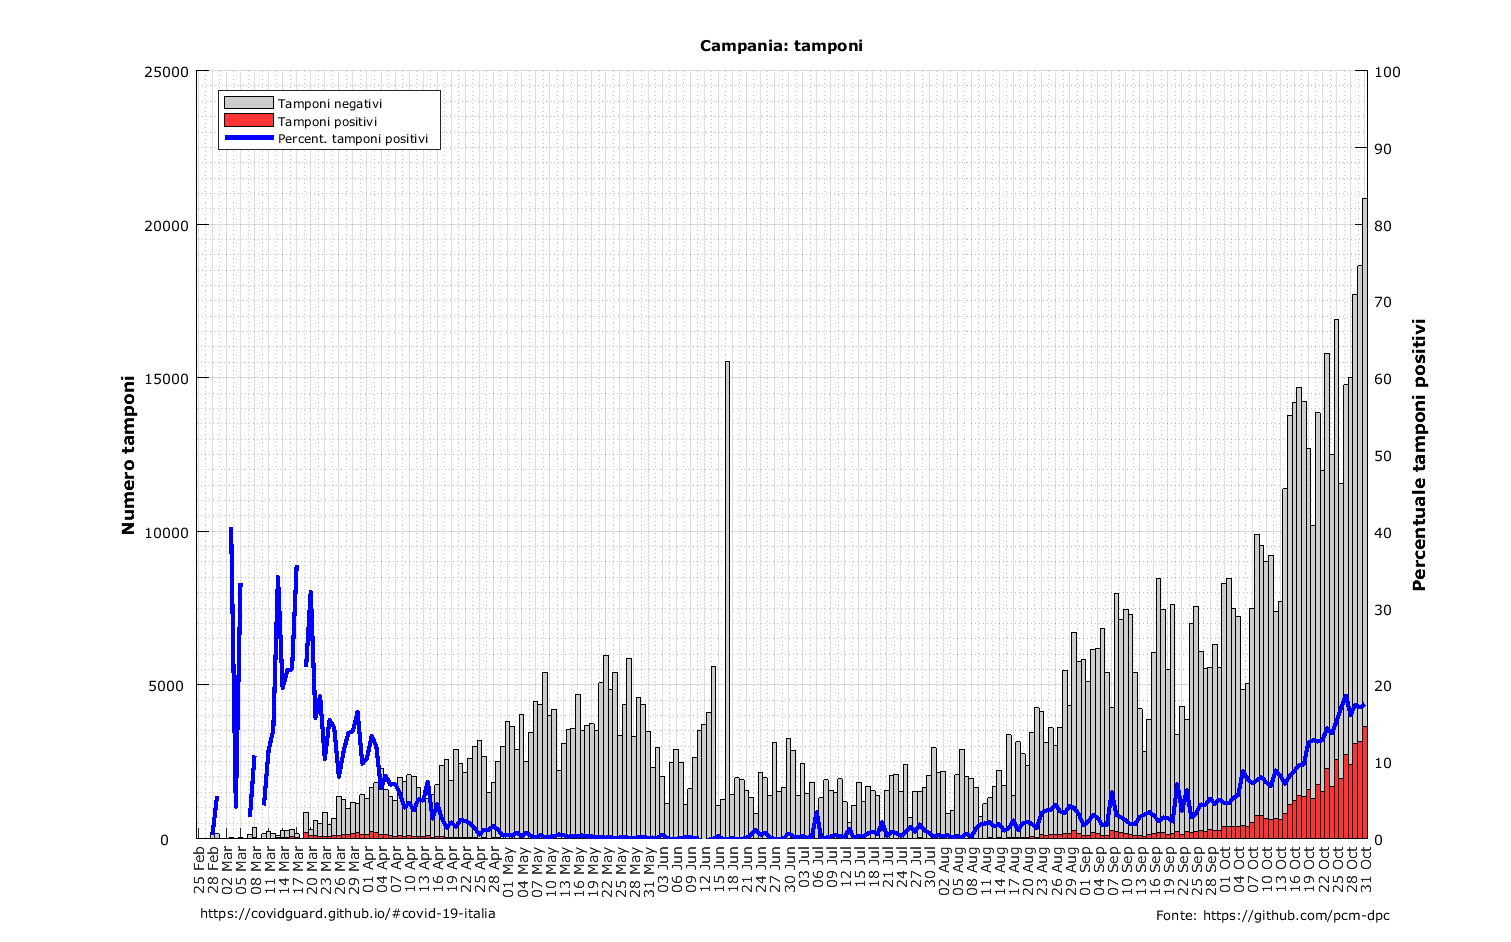 Campania: tamponi
Tamponi negativi
Tamponi positivi
Percent. tamponi positivi
Numero tamponi
25000
20000
15000
10000
5000
0
Percentuale tamponi positivi
100
90
80
70
60
50
40
30
20
10
0
25 Feb
28 Feb
02 Mar
05 Mar
08 Mar
11 Mar
14 Mar
17 Mar
20 Mar
23 Mar
26 Mar
29 Mar
01 Apr
04 Apr
07 Apr
10 Apr
13 Apr
16 Apr
19 Apr
22 Apr
25 Apr
28 Apr
01 May
04 May
07 May
10 May
13 May
16 May
19 May
22 May
25 May
28 May
31 May
03 Jun
06 Jun
09 Jun
12 Jun
15 Jun
18 Jun
21 Jun
24 Jun
27 Jun
30 Jun
03 Jul
06 Jul
09 Jul
12 Jul
15 Jul
18 Jul
21 Jul
24 Jul
27 Jul
30 Jul
02 Aug
05 Aug
08 Aug
11 Aug
14 Aug
17 Aug
20 Aug
23 Aug
26 Aug
29 Aug
01 Sep
04 Sep
07 Sep
10 Sep
13 Sep
16 Sep
19 Sep
22 Sep
25 Sep
28 Sep
01 Oct
04 Oct
07 Oct
10 Oct
13 Oct
16 Oct
19 Oct
22 Oct
25 Oct
28 Oct
31 Oct
https://covidguard.github.io/#covid-19-italia
Fonte: https://github.com/pcm-dpc